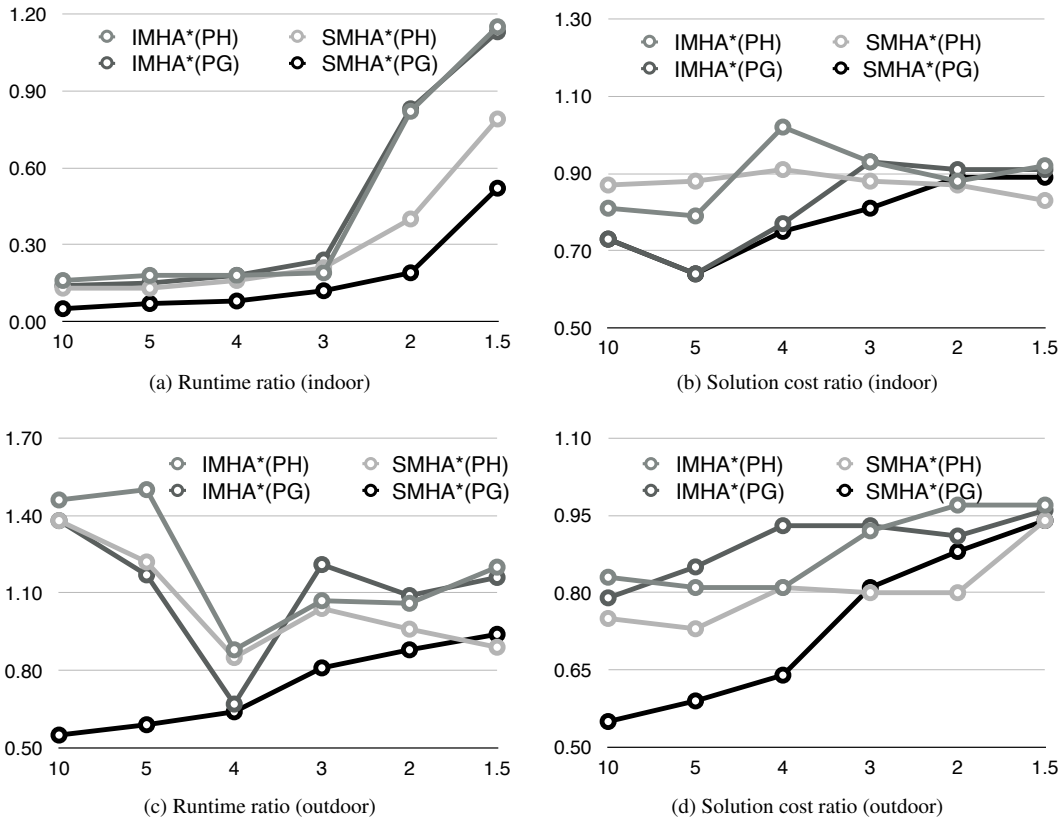 1.20
IMHA*(PH) SMHA*(PH)
IMHA*(PG) SMHA*(PG)
0.90
0.60
0.30
0.00
10 5 4 3 2 1.5
(a) Runtime ratio (indoor)
1.30
IMHA*(PH) SMHA*(PH)
IMHA*(PG) SMHA*(PG)
1.10
0.90
0.70
0.50
10 5 4 3 2 1.5
(b) Solution cost ratio (indoor)
1.70
IMHA*(PH) SMHA*(PH)
IMHA*(PG) SMHA*(PG)
1.40
1.10
0.80
0.50
10 5 4 3 2 1.5
(c) Runtime ratio (outdoor)
1.10
IMHA*(PH) SMHA*(PH)
IMHA*(PG) SMHA*(PG)
0.95
0.80
0.65
0.50
10 5 4 3 2 1.5
(d) Solution cost ratio (outdoor)